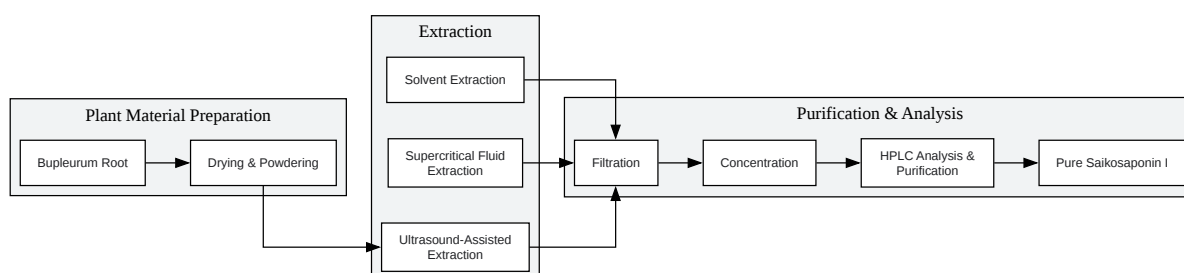 Extraction
Solvent Extraction
Plant Material Preparation
Purification & Analysis
Bupleurum Root
Drying & Powdering
Supercritical Fluid
Extraction
Filtration
Concentration
HPLC Analysis &
Purification
Pure Saikosaponin I
Ultrasound-Assisted
Extraction